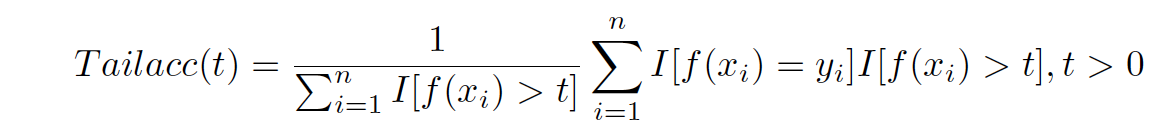 $Tailacc(t) = \frac{1}{\sum_{i=1}^{n} I[f(x_i) > t]} \sum_{i=1}^{n} I[f(x_i) = y_i] I[f(x_i) > t], t > 0$